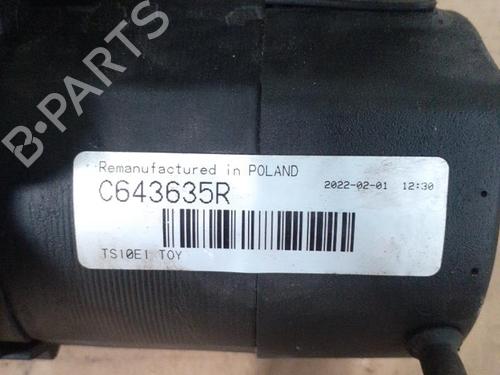 B-PARTS
Remanufactured in POLAND
C643635R 2022-02-01 12:30
TS10E1 TOY